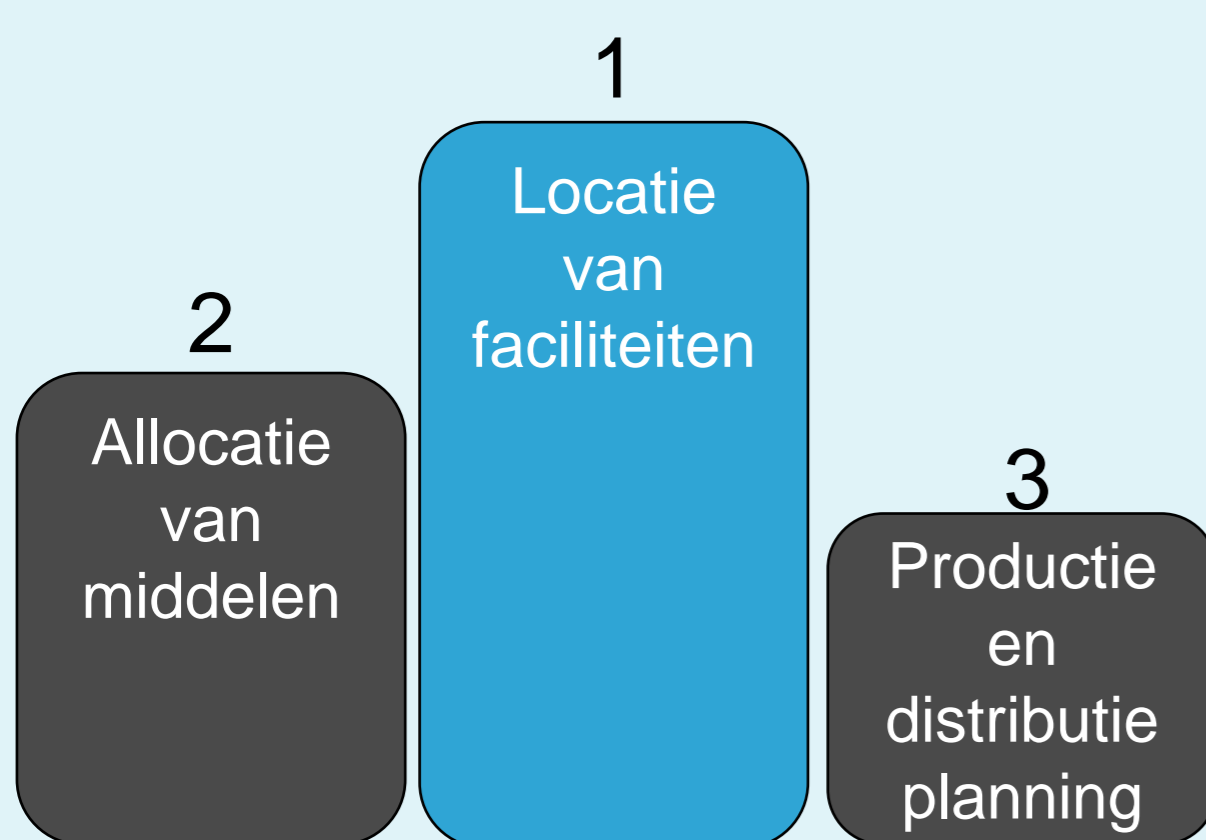 1
Locatie
van
faciliteiten
2
Allocatie
van
middelen
3
Productie
en
distributie
planning